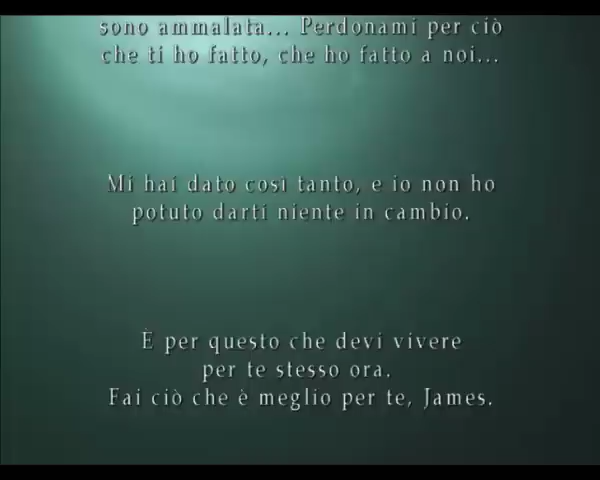 sono ammalata... Perdonami per ciò
che ti ho fatto, che ho fatto a noi...
Mi hai dato così tanto, e io non ho
potuto darti niente in cambio.
È per questo che devi vivere
per te stesso ora.
Fai ciò che è meglio per te, James.